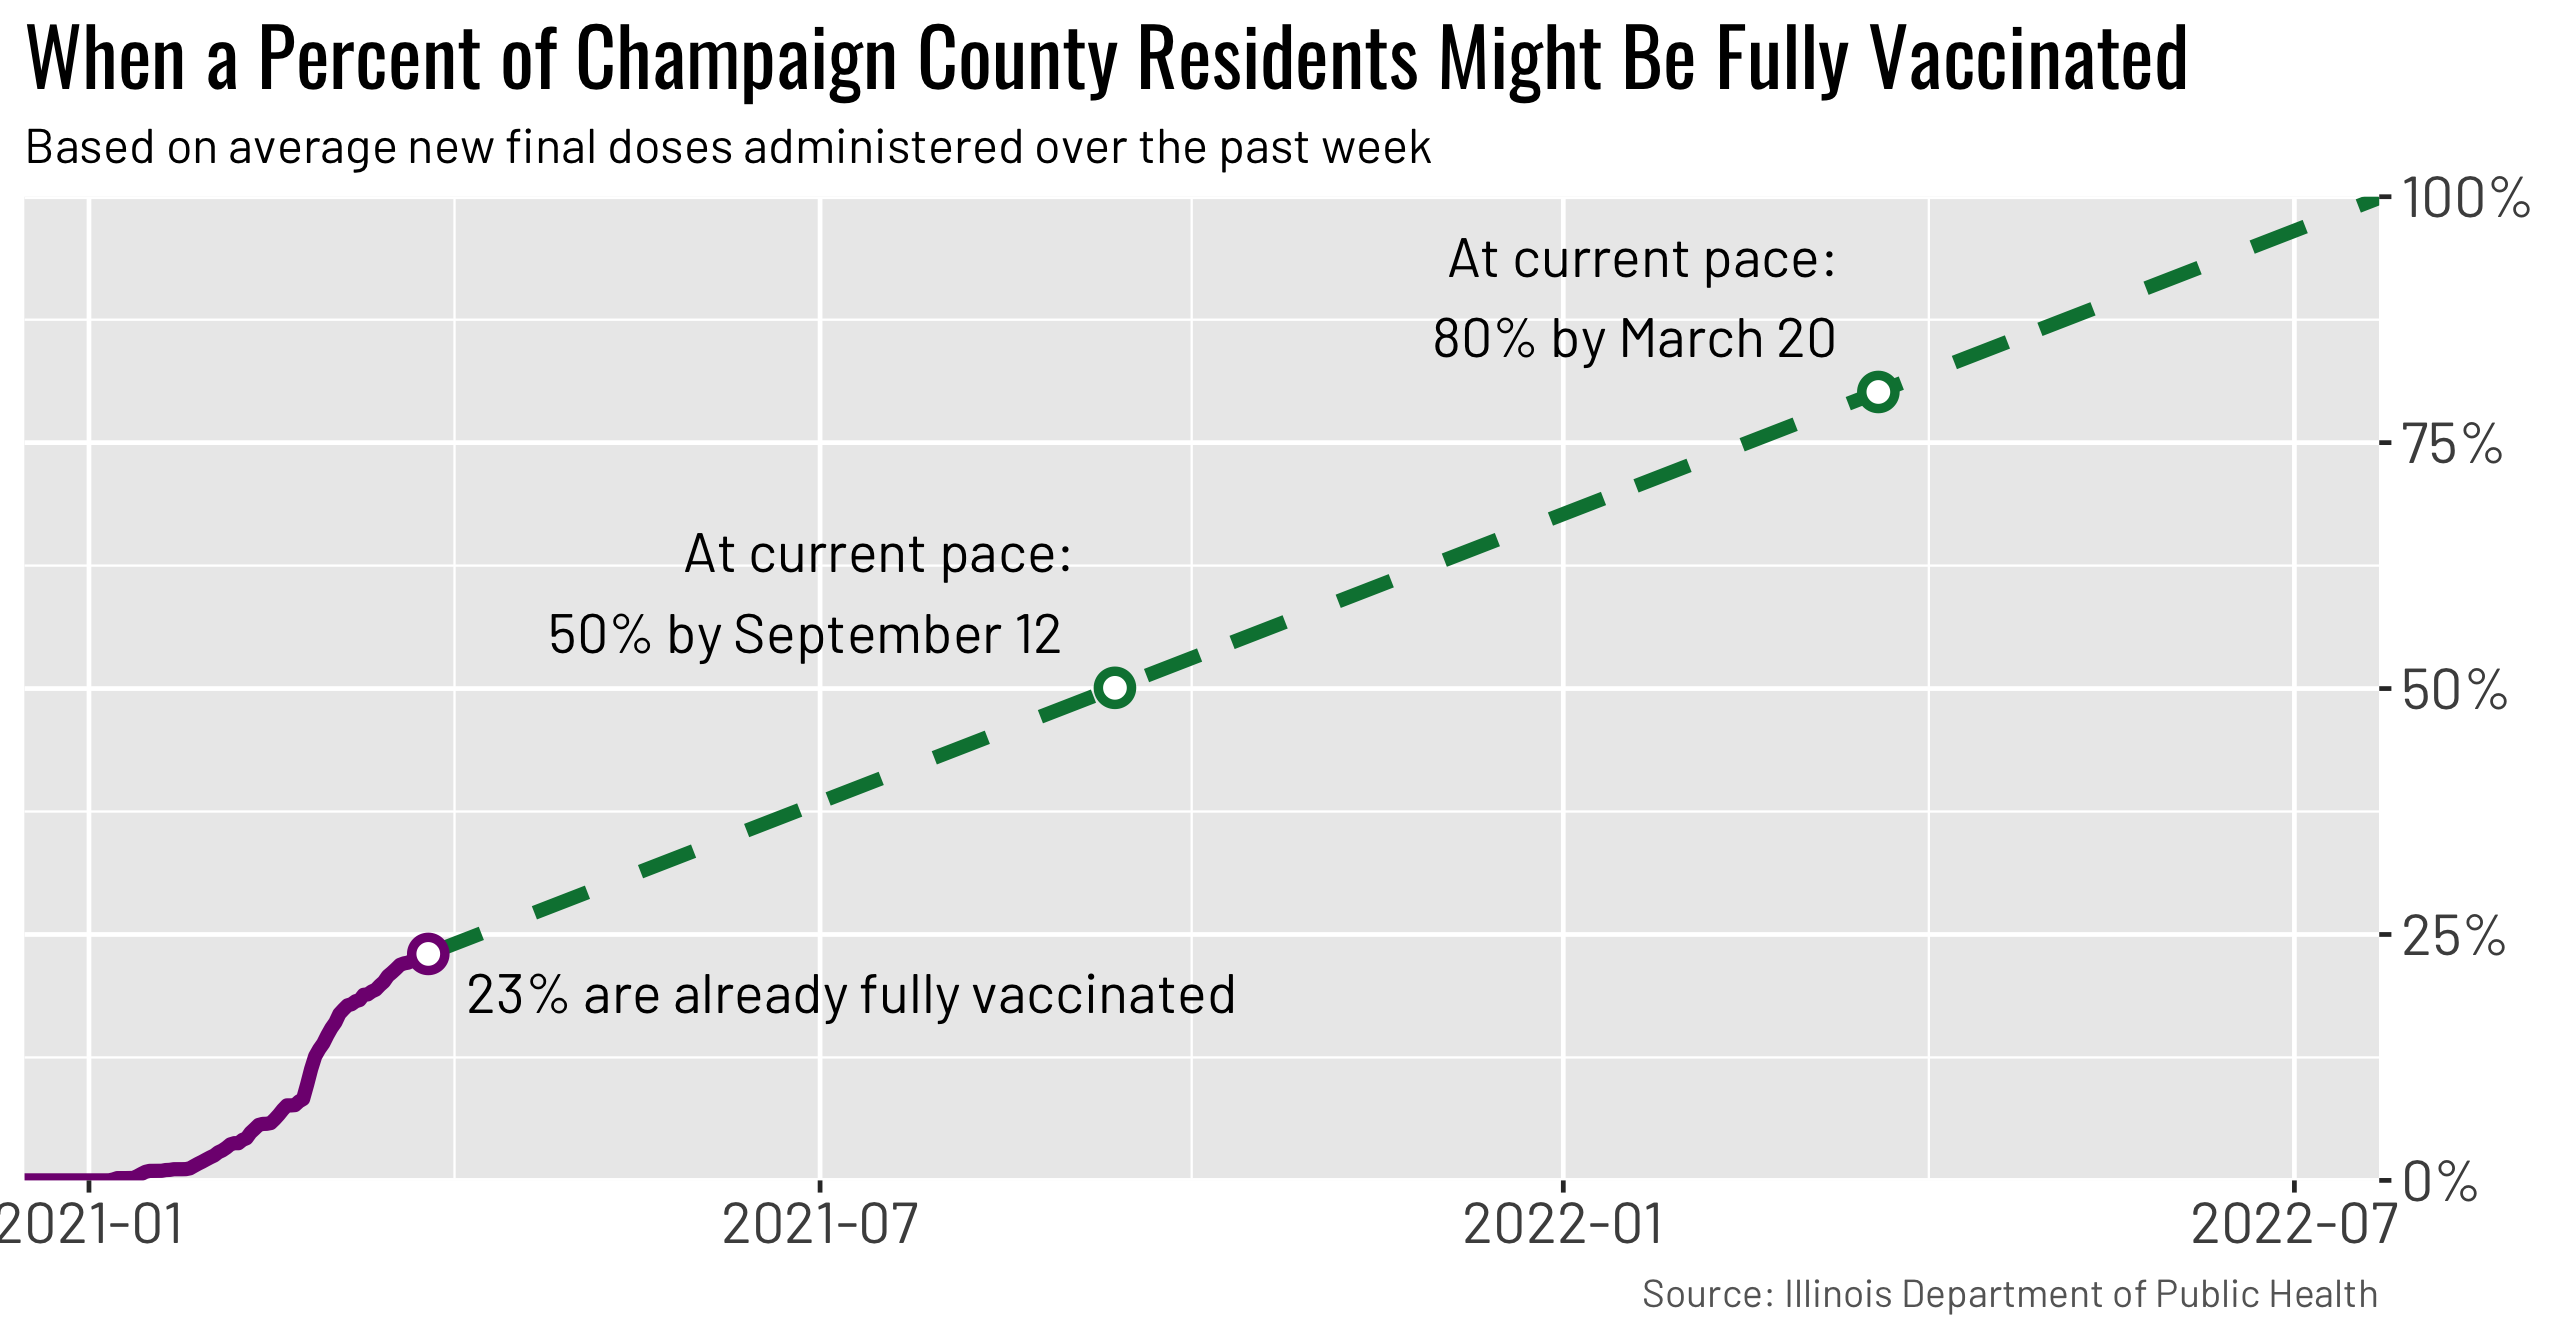 When a Percent of Champaign County Residents Might Be Fully Vaccinated
Based on average new final doses administered over the past week
100%
At current pace:
80% by March 20
75%
At current pace:
50% by September 12
50%
25%
23% are already fully vaccinated
0%
2021-01
2021-07
2022-01
2022-07
Source: Illinois Department of Public Health